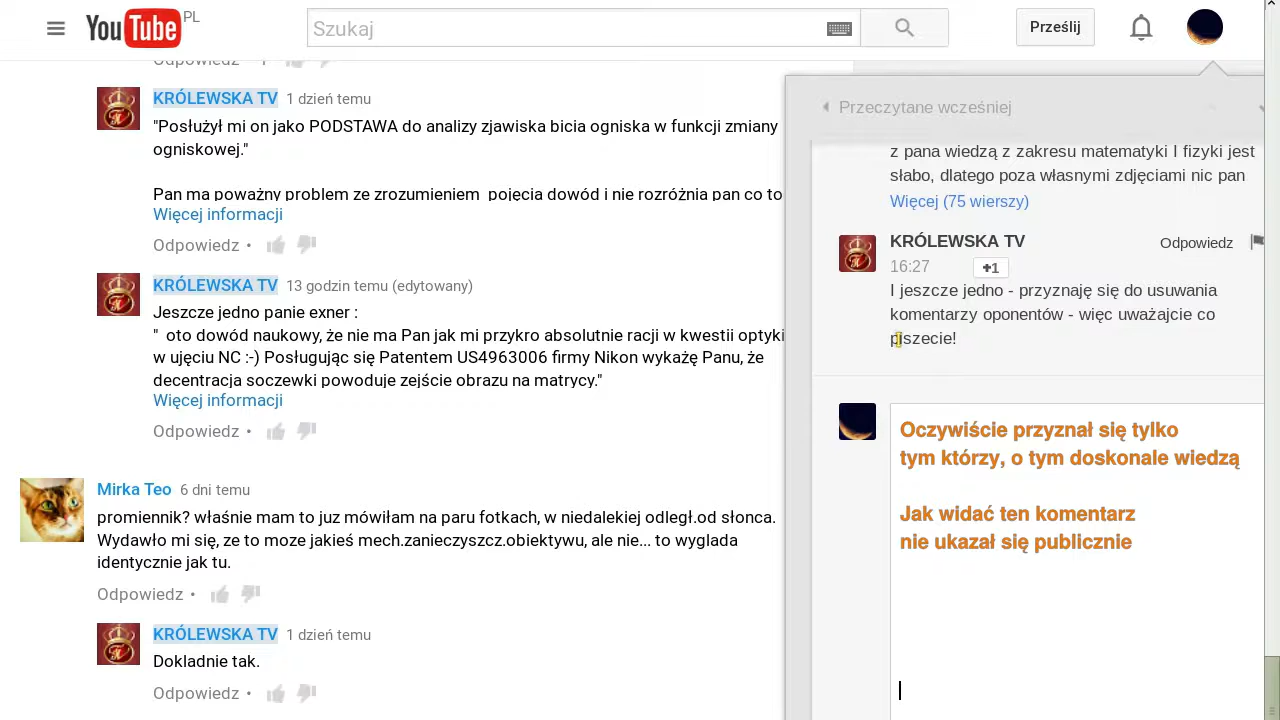 YouTube PL
Szukaj
Prześlij
Odpowiedz • 1
KRÓLEWSKA TV 1 dzień temu
"Posłużył mi on jako PODSTAWA do analizy zjawiska bicia ogniska w funkcji zmiany
ogniskowej."
Pan ma poważny problem ze zrozumieniem pojęcia dowód i nie rozróżnia pan co to
Więcej informacji
Odpowiedz •
KRÓLEWSKA TV 13 godzin temu (edytowany)
Jeszcze jedno panie exner :
" oto dowód naukowy, że nie ma Pan jak mi przykro absolutnie racji w kwestii optyki
w ujęciu NC :-) Posługując się Patentem US4963006 firmy Nikon wykażę Panu, że
decentracja soczewki powoduje zejście obrazu na matrycy."
Więcej informacji
Odpowiedz •
Mirka Teo 6 dni temu
promiennik? właśnie mam to juz mówiłam na paru fotkach, w niedalekiej odległ.od słonca.
Wydawło mi się, ze to moze jakieś mech.zanieczyszcz.obiektywu, ale nie... to wyglada
identycznie jak tu.
Odpowiedz •
KRÓLEWSKA TV 1 dzień temu
Dokladnie tak.
Odpowiedz •
Przeczytane wcześniej
z pana wiedzą z zakresu matematyki I fizyki jest
słabo, dlatego poza własnymi zdjęciami nic pan
Więcej (75 wierszy)
KRÓLEWSKA TV Odpowiedz
16:27 +1
I jeszcze jedno - przyznaję się do usuwania
komentarzy oponentów - więc uważajcie co
piszecie!
Oczywiście przyznał się tylko
tym którzy, o tym doskonale wiedzą
Jak widać ten komentarz
nie ukazał się publicznie